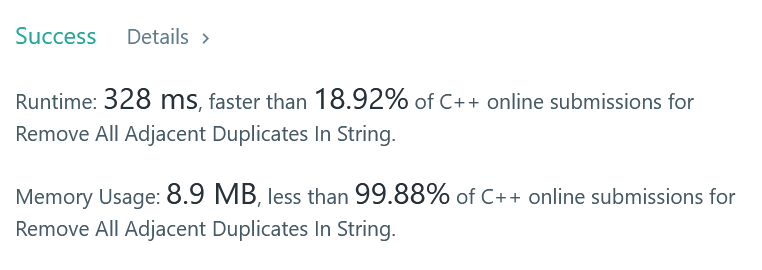 Success Details >
Runtime: 328 ms, faster than 18.92% of C++ online submissions for
Remove All Adjacent Duplicates In String.
Memory Usage: 8.9 MB, less than 99.88% of C++ online submissions for
Remove All Adjacent Duplicates In String.